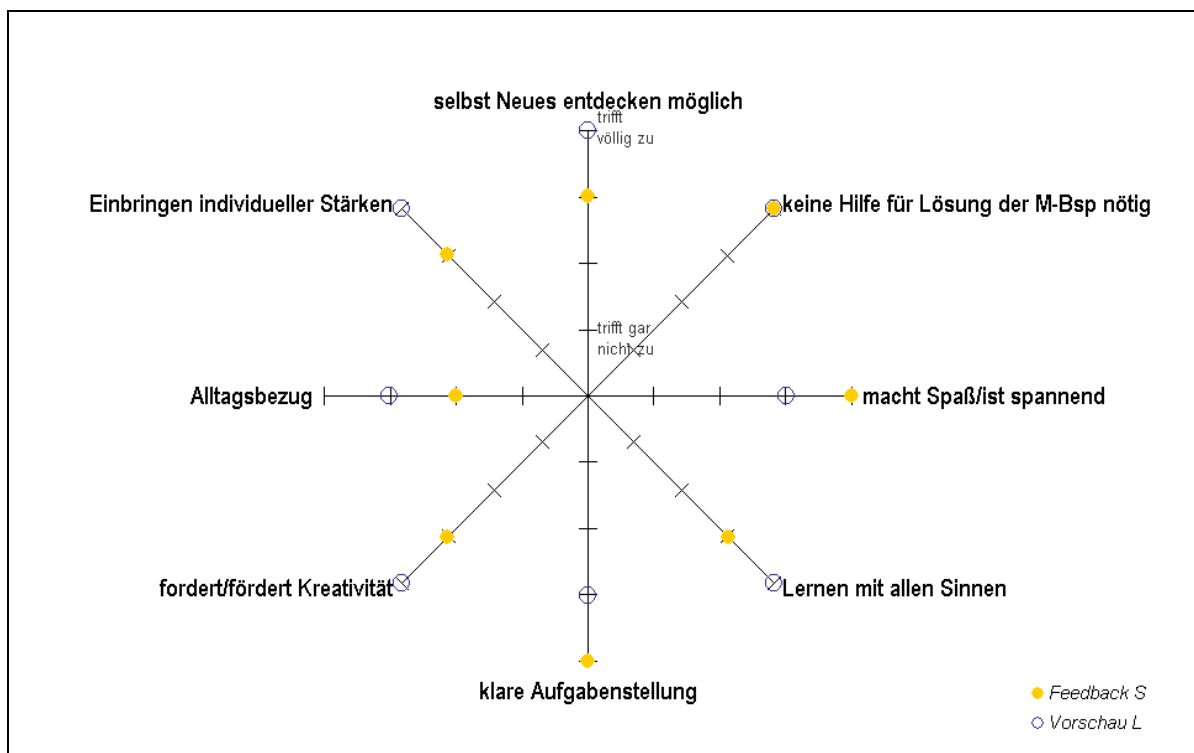 selbst Neues entdecken möglich
trifft
völlig zu
Einbringen individueller Stärken
keine Hilfe für Lösung der M-Bsp nötig
trifft gar
nicht zu
Alltagsbezug
macht Spaß/ist spannend
fordert/fördert Kreativität
Lernen mit allen Sinnen
klare Aufgabenstellung
Feedback S
Vorschau L